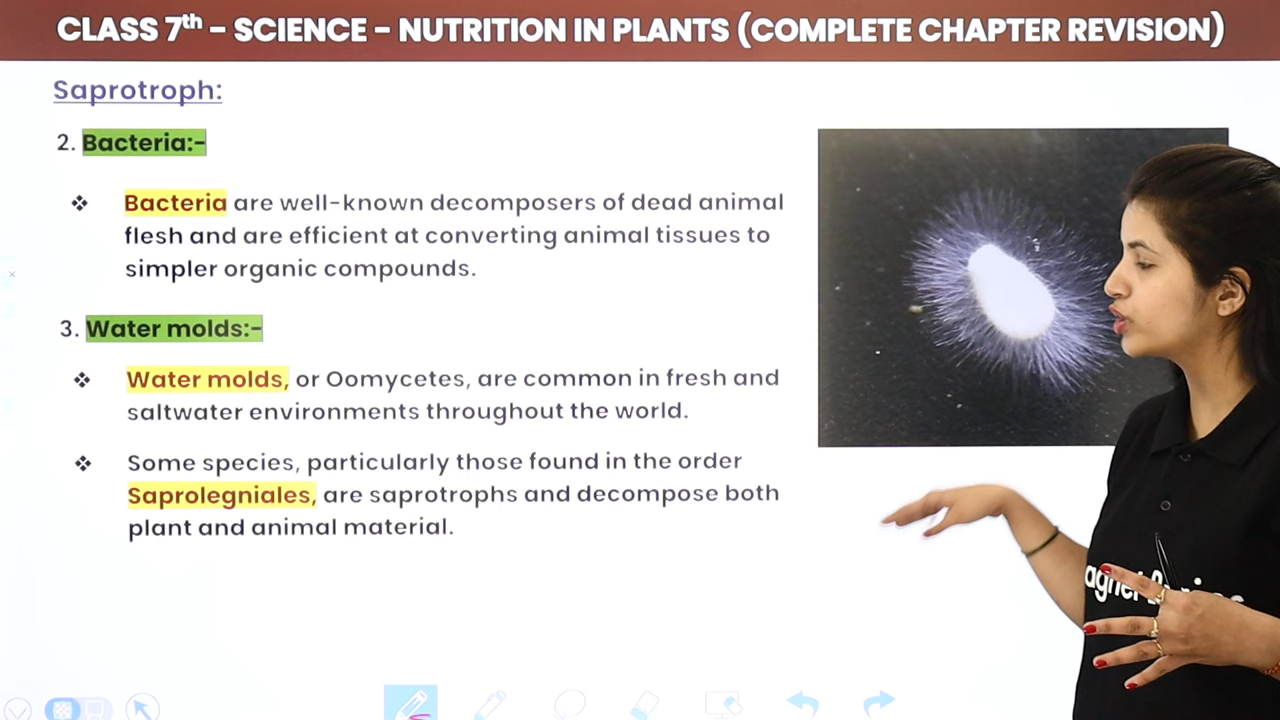 CLASS 7th - SCIENCE - NUTRITION IN PLANTS (COMPLETE CHAPTER REVISION)
Saprotroph:
2. Bacteria:-
❖ Bacteria are well-known decomposers of dead animal
flesh and are efficient at converting animal tissues to
simpler organic compounds.
3. Water molds:-
❖ Water molds, or Oomycetes, are common in fresh and
saltwater environments throughout the world.
❖ Some species, particularly those found in the order
Saprolegniales, are saprotrophs and decompose both
plant and animal material.